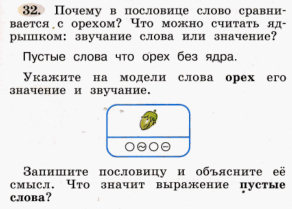 32. Почему в пословице слово сравни-
вается с орехом? Что можно считать яд-
рышком: звучание слова или значение?
Пустые слова что орех без ядра.
Укажите на модели слова орех его
значение и звучание.
Запишите пословицу и объясните её
смысл. Что значит выражение пустые
слова?